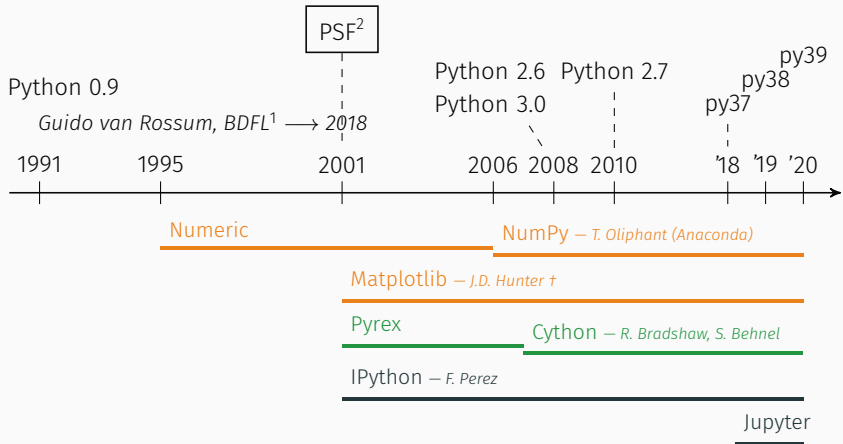 PSF²
Python 0.9
Guido van Rossum, BDFL¹ ⟶ 2018
Python 2.6
Python 3.0
Python 2.7
py37
py38
py39
1991 1995 2001 2006 2008 2010 ’18 ’19 ’20
Numeric
NumPy – T. Oliphant (Anaconda)
Matplotlib – J.D. Hunter †
Pyrex
Cython – R. Bradshaw, S. Behnel
IPython – F. Perez
Jupyter